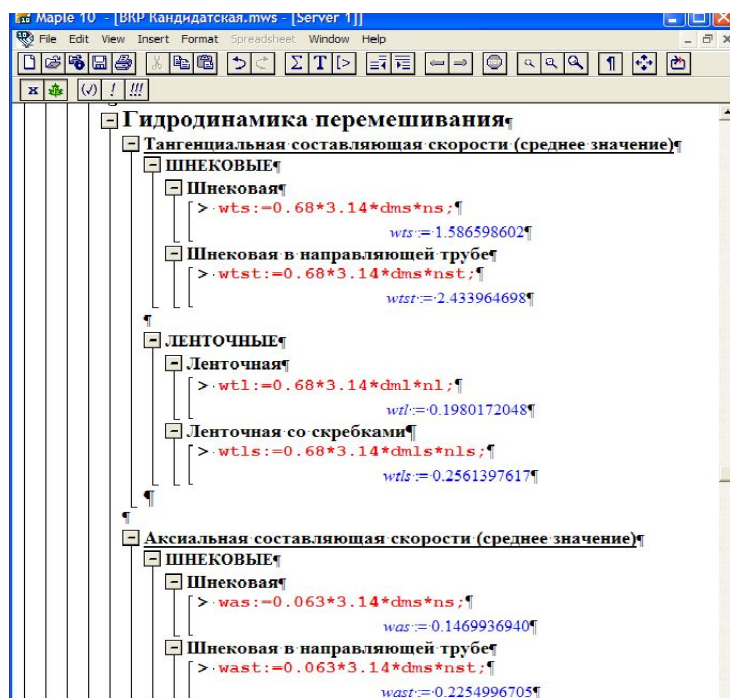 Maple 10 - [ВКР Кандидатская.mws - [Server 1]]
File Edit View Insert Format Spreadsheet Window Help
Гидродинамика перемешивания¶
Тангенциальная составляющая скорости (среднее значение)¶
ШНЕКОВЫЕ¶
Шнековая¶
> wts:=0.68*3.14*dms*ns;¶
wts := 1.586598602¶
Шнековая в направляющей трубе¶
> wtst:=0.68*3.14*dms*nst;¶
wtst := 2.433964698¶
¶
ЛЕНТОЧНЫЕ¶
Ленточная¶
> wtl:=0.68*3.14*dml*nl;¶
wtl := 0.1980172048¶
Ленточная со скребками¶
> wtls:=0.68*3.14*dmls*nls;¶
wtls := 0.2561397617¶
¶
¶
Аксиальная составляющая скорости (среднее значение)¶
ШНЕКОВЫЕ¶
Шнековая¶
> was:=0.063*3.14*dms*ns;¶
was := 0.1469936940¶
Шнековая в направляющей трубе¶
> wast:=0.063*3.14*dms*nst;¶
wast := 0.2254996705¶